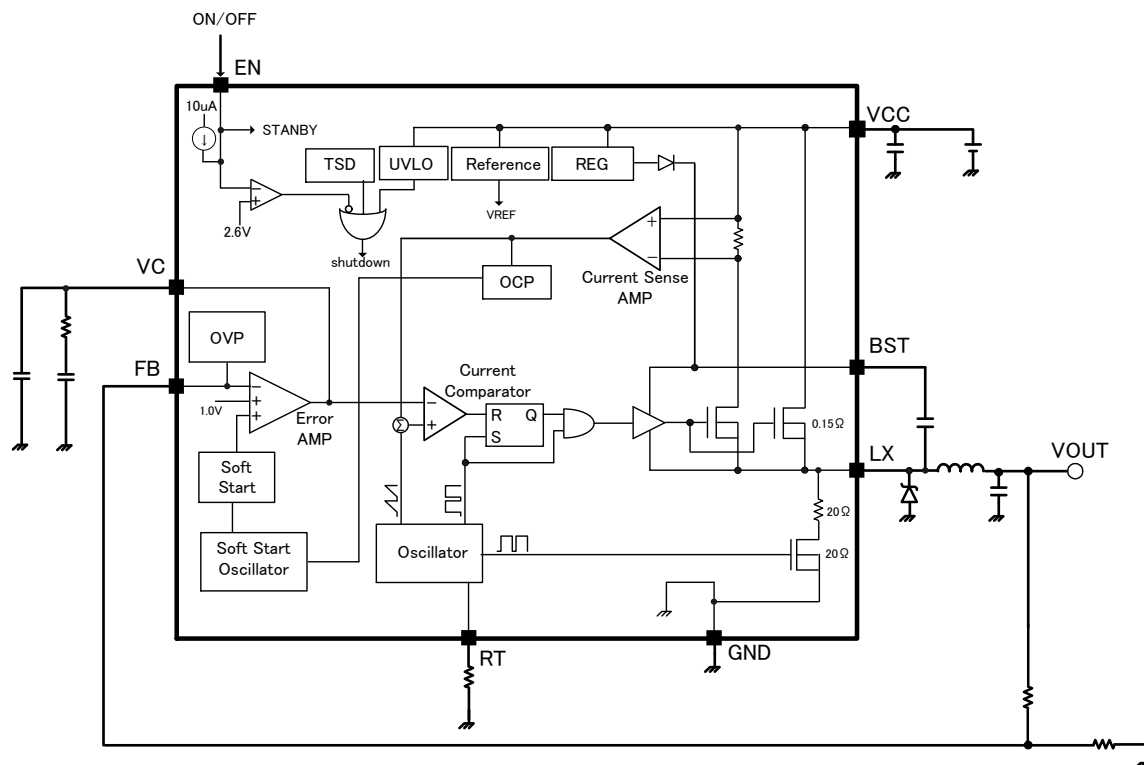 ON/OFF
EN
10uA
STANBY
VCC
TSD
UVLO
Reference
REG
VREF
2.6V
shutdown
+
−
Current Sense
AMP
OCP
VC
OVP
FB
BST
Current
Comparator
−
+
+
1.0V
Error
AMP
−
+
Σ
R
Q
S
0.15Ω
LX
VOUT
Soft
Start
20Ω
Soft Start
Oscillator
Oscillator
20Ω
RT
GND